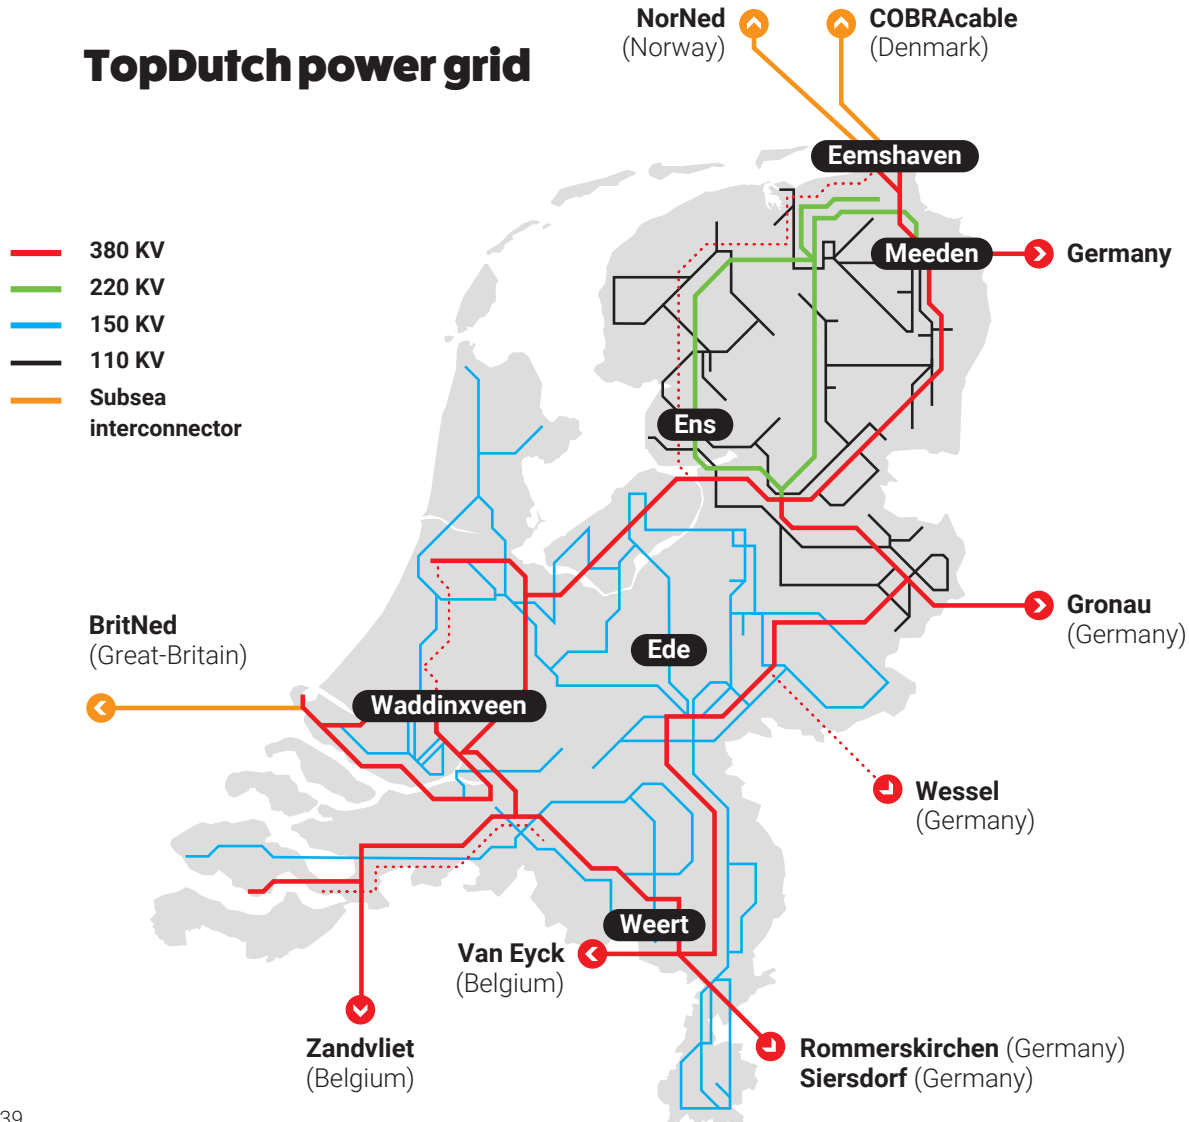 NorNed
(Norway)
COBRAcable
(Denmark)
TopDutch power grid
Eemshaven
380 KV
220 KV
150 KV
110 KV
Subsea
interconnector
Meeden
Germany
Ens
BritNed
(Great-Britain)
Gronau
(Germany)
Ede
Waddinxveen
Wessel
(Germany)
Weert
Van Eyck
(Belgium)
Zandvliet
(Belgium)
Rommerskirchen (Germany)
Siersdorf (Germany)
39